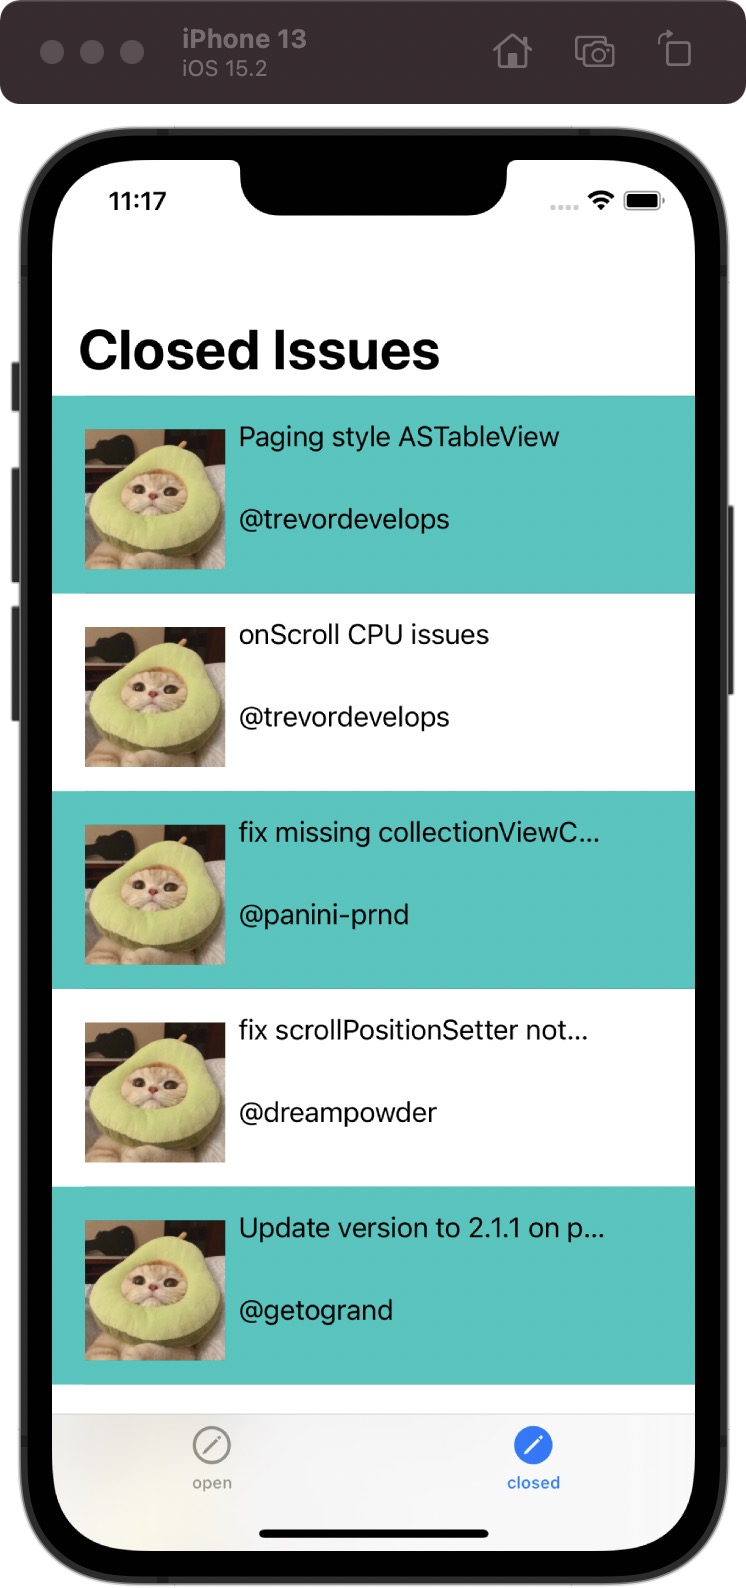 iPhone 13
iOS 15.2
11:17
Closed Issues
Paging style ASTableView
@trevordevelops
onScroll CPU issues
@trevordevelops
fix missing collectionViewC...
@panini-prnd
fix scrollPositionSetter not...
@dreampowder
Update version to 2.1.1 on p...
@getogrand
open
closed